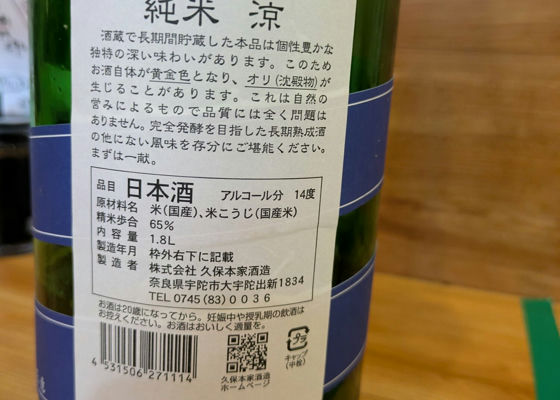 純米 涼
酒蔵で長期間貯蔵した本品は個性豊かな
独特の深い味わいがあります。このため
お酒自体が黄金色となり、オリ(沈殿物)が
生じることがあります。これは自然の
営みによるもので品質には全く問題は
ありません。完全発酵を目指した長期熟成酒
の他にない風味を存分にご堪能ください。
まずは一献。
品目 日本酒 アルコール分 14度
原材料名 米(国産)、米こうじ(国産米)
精米歩合 65%
内容量 1.8L
製造年月 枠外右下に記載
製造者 株式会社 久保本家酒造
奈良県宇陀市大宇陀出新1834
TEL 0745(83)0036
お酒は20歳になってから。妊娠中や授乳期の飲酒は
お控えください。お酒はおいしく適量を。
4 531506 271114
久保本家酒造
ホームページ
プラ
キャップ
(中栓)